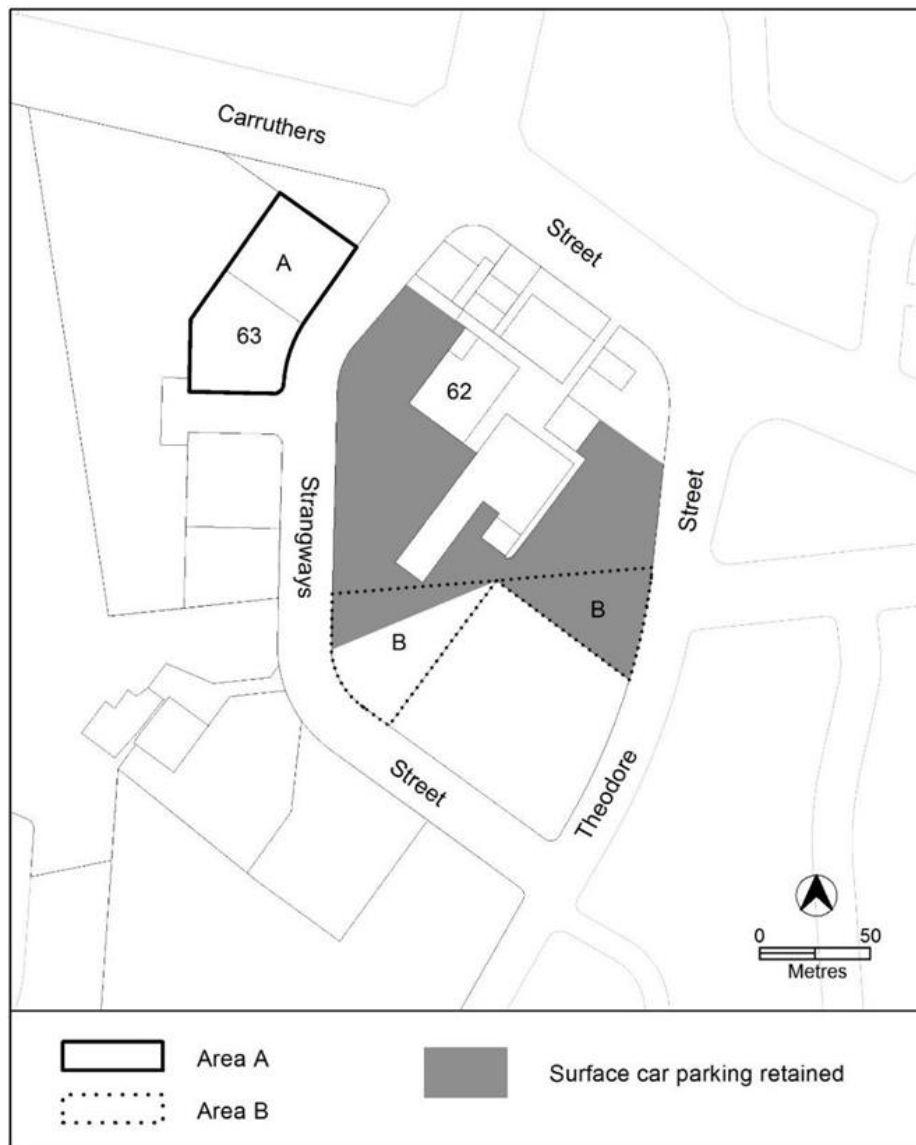 Carruthers
Street
A
63
62
Strangways
Street
B
B
Street
Theodore
0 50
Metres
Area A
Area B
Surface car parking retained